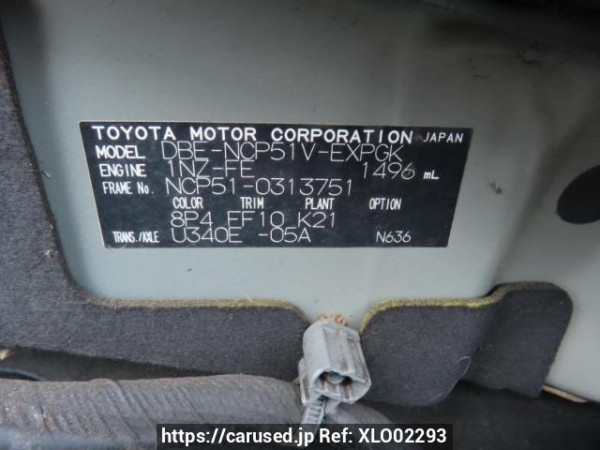 TOYOTA MOTOR CORPORATION JAPAN
MODEL DBE-NCP51V-EXPGK
ENGINE 1NZ-FE 1496 mL
FRAME No. NCP51-0313751
COLOR TRIM PLANT OPTION
8P4 FF10 K21
TRANS./AXLE U340E -05A N636
https://carused.jp Ref: XLO02293